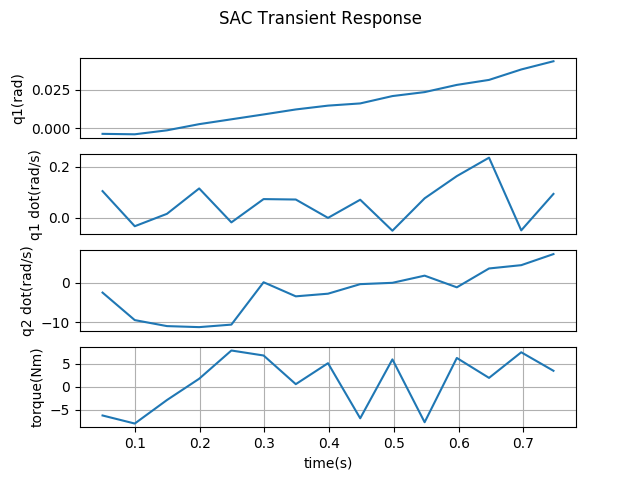 SAC Transient Response
q1(rad)
0.025
0.000
q1 dot(rad/s)
0.2
0.0
q2 dot(rad/s)
0
−10
torque(Nm)
5
0
−5
0.1 0.2 0.3 0.4 0.5 0.6 0.7
time(s)